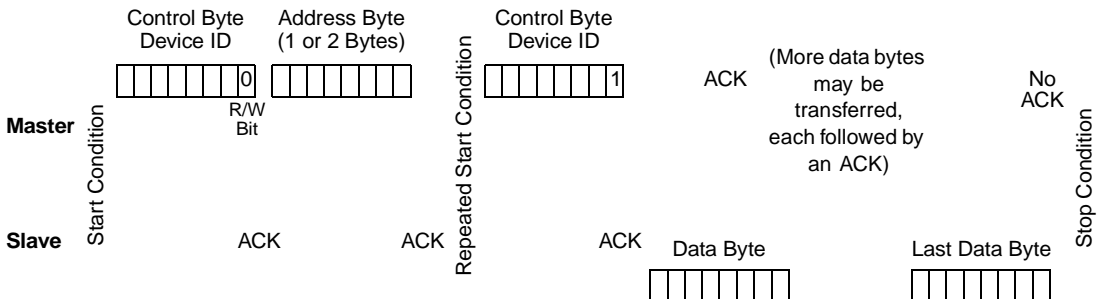 Control Byte
Device ID
Address Byte
(1 or 2 Bytes)
Control Byte
Device ID
0
1
R/W
Bit
ACK
(More data bytes
may be
transferred,
each followed by
an ACK)
No
ACK
Master
Start Condition
Repeated Start Condition
Stop Condition
Slave
ACK
ACK
ACK
Data Byte
Last Data Byte